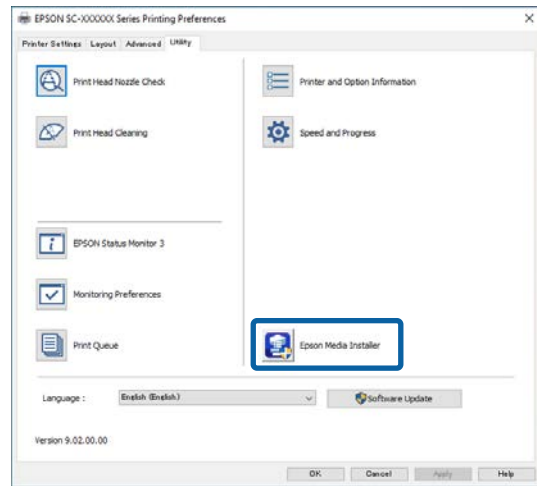 EPSON SC-XXXXXX Series Printing Preferences
Printer Settings Layout Advanced Utility
Print Head Nozzle Check
Printer and Option Information
Print Head Cleaning
Speed and Progress
EPSON Status Monitor 3
Monitoring Preferences
Print Queue
Epson Media Installer
Language : English (English) Software Update
Version 9.02.00.00
OK Cancel Apply Help